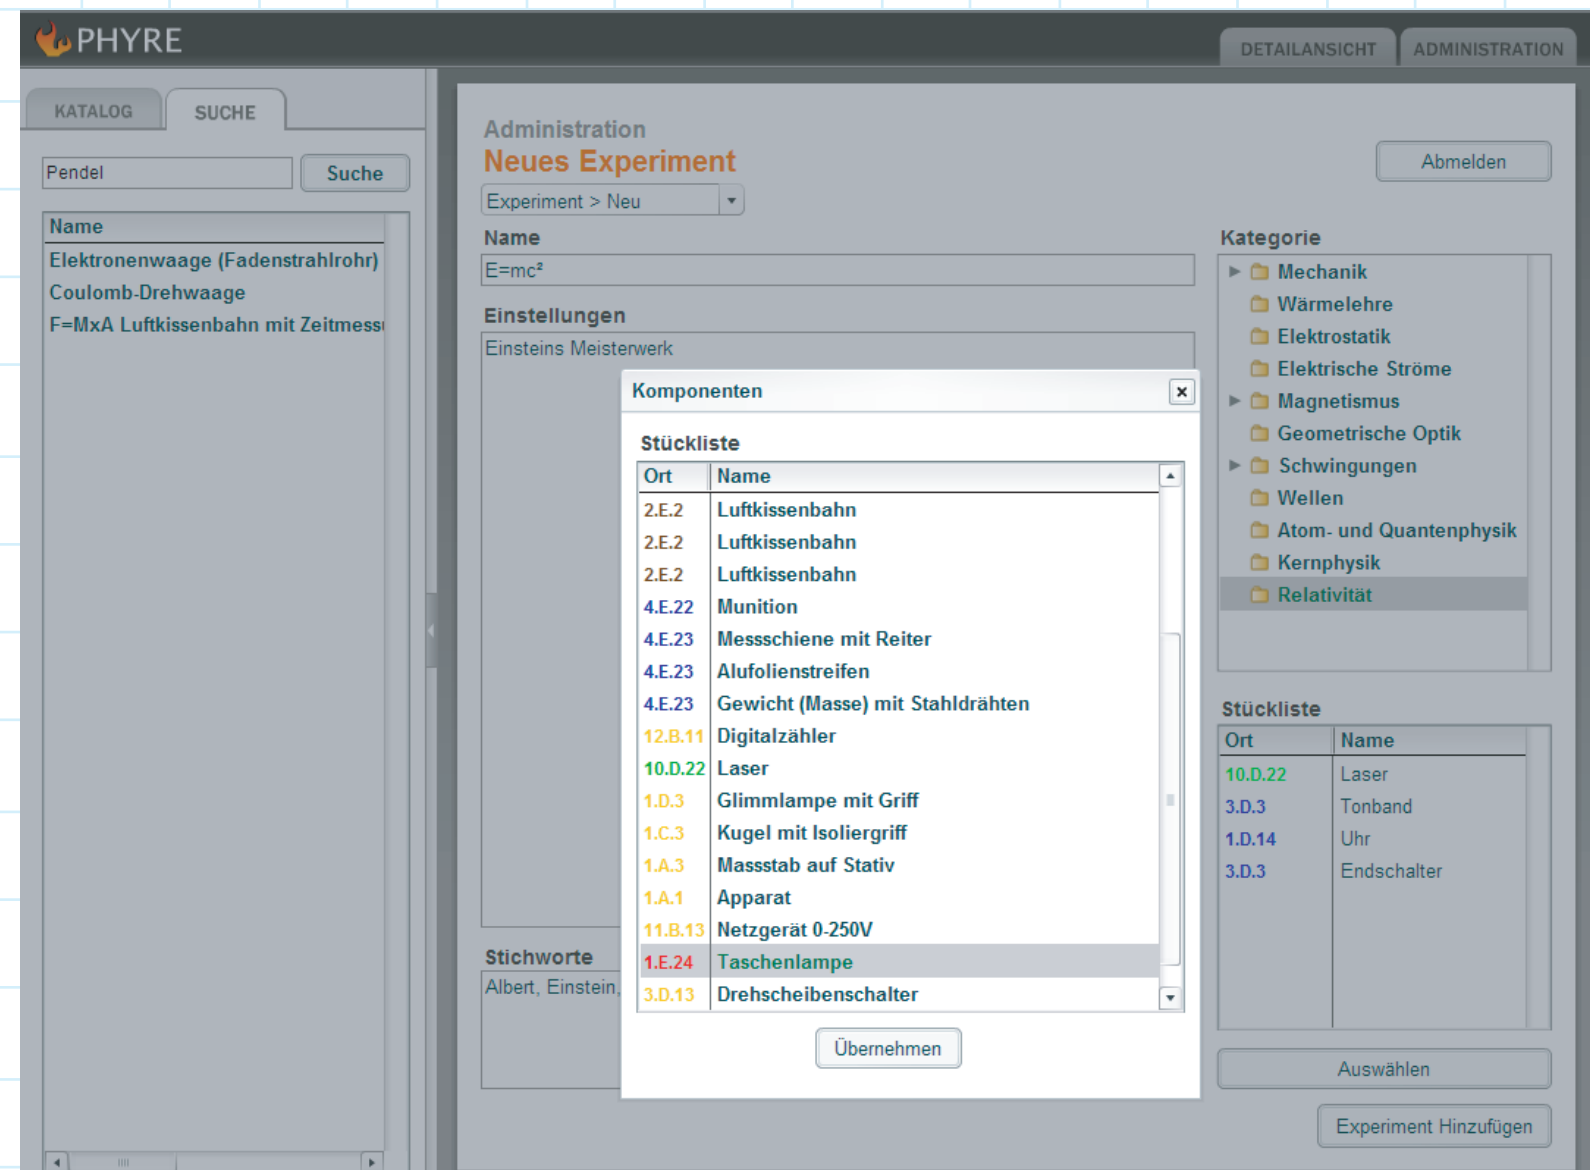 PHYRE
DETAILANSICHT
ADMINISTRATION
KATALOG
SUCHE
Pendel
Suche
Name
Elektronenwaage (Fadenstrahlrohr)
Coulomb-Drehwaage
F=MxA Luftkissenbahn mit
Administration
Neues Experiment
Abmelden
Experiment > Neu
Name
E=mc²
Einstellungen
Einsteins Meisterwerk
Stichworte
Albert, Einstein,
Komponenten
Stückliste
Ort Name
2.E.2 Luftkissenbahn
2.E.2 Luftkissenbahn
2.E.2 Luftkissenbahn
4.E.22 Munition
4.E.23 Messschiene mit Reiter
4.E.23 Alufolienstreifen
4.E.23 Gewicht (Masse) mit Stahldrähten
12.B.11 Digitalzähler
10.D.22 Laser
1.D.3 Glimmlampe mit Griff
1.C.3 Kugel mit Isoliergriff
1.A.3 Massstab auf Stativ
1.A.1 Apparat
11.B.13 Netzgerät 0-250V
1.E.24 Taschenlampe
3.D.13 Drehscheibenschalter
Übernehmen
Kategorie
Mechanik
Wärmelehre
Elektrostatik
Elektrische Ströme
Magnetismus
Geometrische Optik
Schwingungen
Wellen
Atom- und Quantenphysik
Kernphysik
Relativität
Stückliste
Ort Name
10.D.22 Laser
3.D.3 Tonband
1.D.14 Uhr
3.D.3 Endschalter
Auswählen
Experiment Hinzufügen